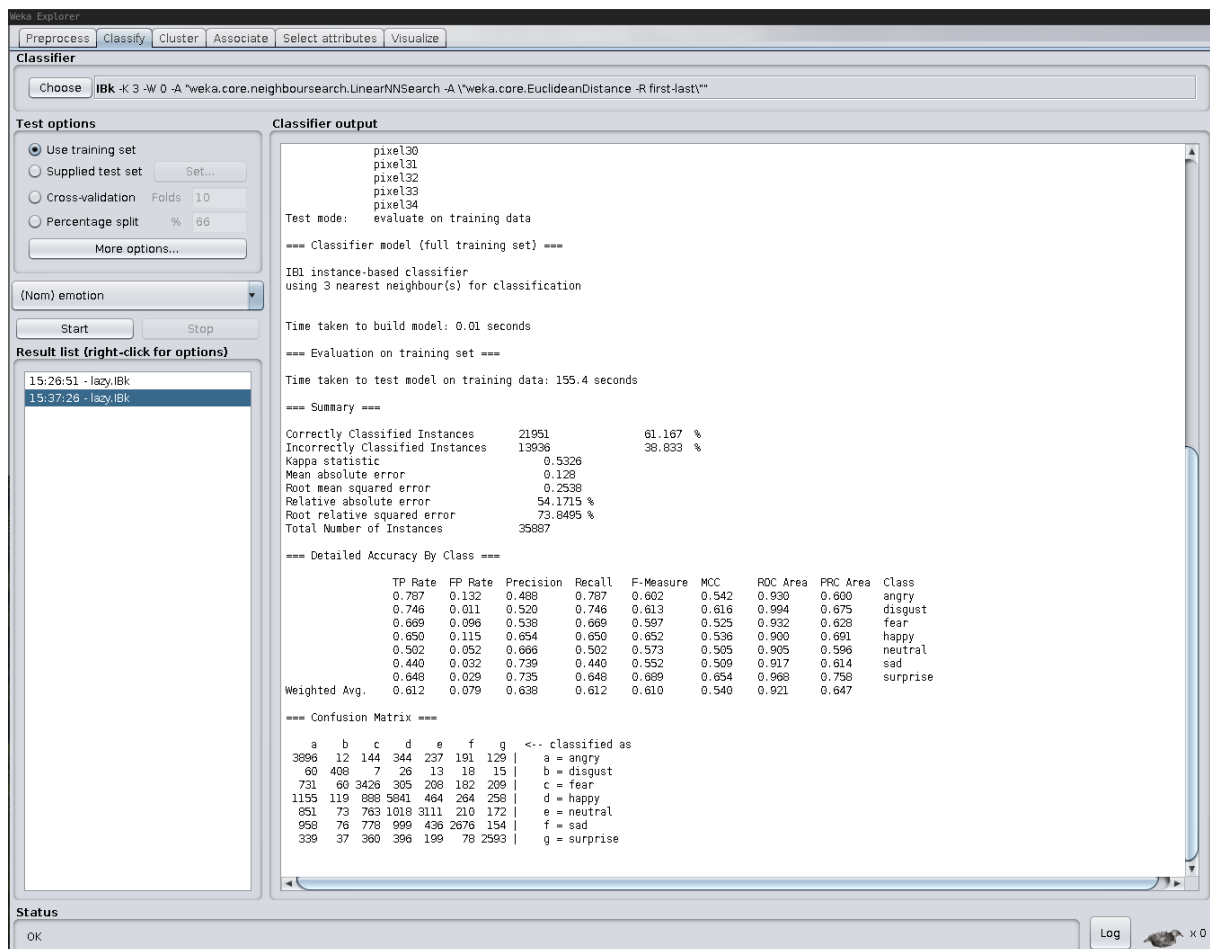 Weka Explorer
Preprocess Classify Cluster Associate Select attributes Visualize
Classifier
Choose IBk -K 3 -W 0 -A "weka.core.neighboursearch.LinearNNSearch -A \"weka.core.EuclideanDistance -R first-last\""
Test options
Use training set
Supplied test set Set...
Cross-validation Folds 10
Percentage split % 66
More options...
(Nom) emotion
Start Stop
Result list (right-click for options)
15:26:51 - lazy.IBk
15:37:26 - lazy.IBk
Classifier output
pixel30
pixel31
pixel32
pixel33
pixel34
Test mode: evaluate on training data
=== Classifier model (full training set) ===
IB1 instance-based classifier
using 3 nearest neighbour(s) for classification
Time taken to build model: 0.01 seconds
=== Evaluation on training set ===
Time taken to test model on training data: 155.4 seconds
=== Summary ===
Correctly Classified Instances 21951 61.167 %
Incorrectly Classified Instances 13936 38.833 %
Kappa statistic 0.5326
Mean absolute error 0.128
Root mean squared error 0.2538
Relative absolute error 54.1715 %
Root relative squared error 73.8495 %
Total Number of Instances 35887
=== Detailed Accuracy By Class ===
TP Rate FP Rate Precision Recall F-Measure MCC ROC Area PRC Area Class
0.787 0.132 0.488 0.787 0.602 0.542 0.930 0.600 angry
0.746 0.011 0.520 0.746 0.613 0.616 0.994 0.675 disgust
0.669 0.096 0.538 0.669 0.597 0.525 0.932 0.628 fear
0.650 0.115 0.654 0.650 0.652 0.536 0.900 0.691 happy
0.502 0.052 0.666 0.502 0.573 0.505 0.905 0.596 neutral
0.440 0.032 0.739 0.440 0.552 0.509 0.917 0.614 sad
0.648 0.029 0.735 0.648 0.689 0.654 0.968 0.758 surprise
Weighted Avg. 0.612 0.079 0.638 0.612 0.610 0.540 0.921 0.647
=== Confusion Matrix ===
a b c d e f g <-- classified as
3896 12 144 344 237 191 129 | a = angry
60 408 7 26 13 18 15 | b = disgust
731 60 3426 305 208 182 209 | c = fear
1155 119 888 5841 464 264 258 | d = happy
851 73 763 1018 3111 210 172 | e = neutral
958 76 778 999 436 2676 154 | f = sad
339 37 360 396 199 78 2593 | g = surprise
Status
OK
Log x 0